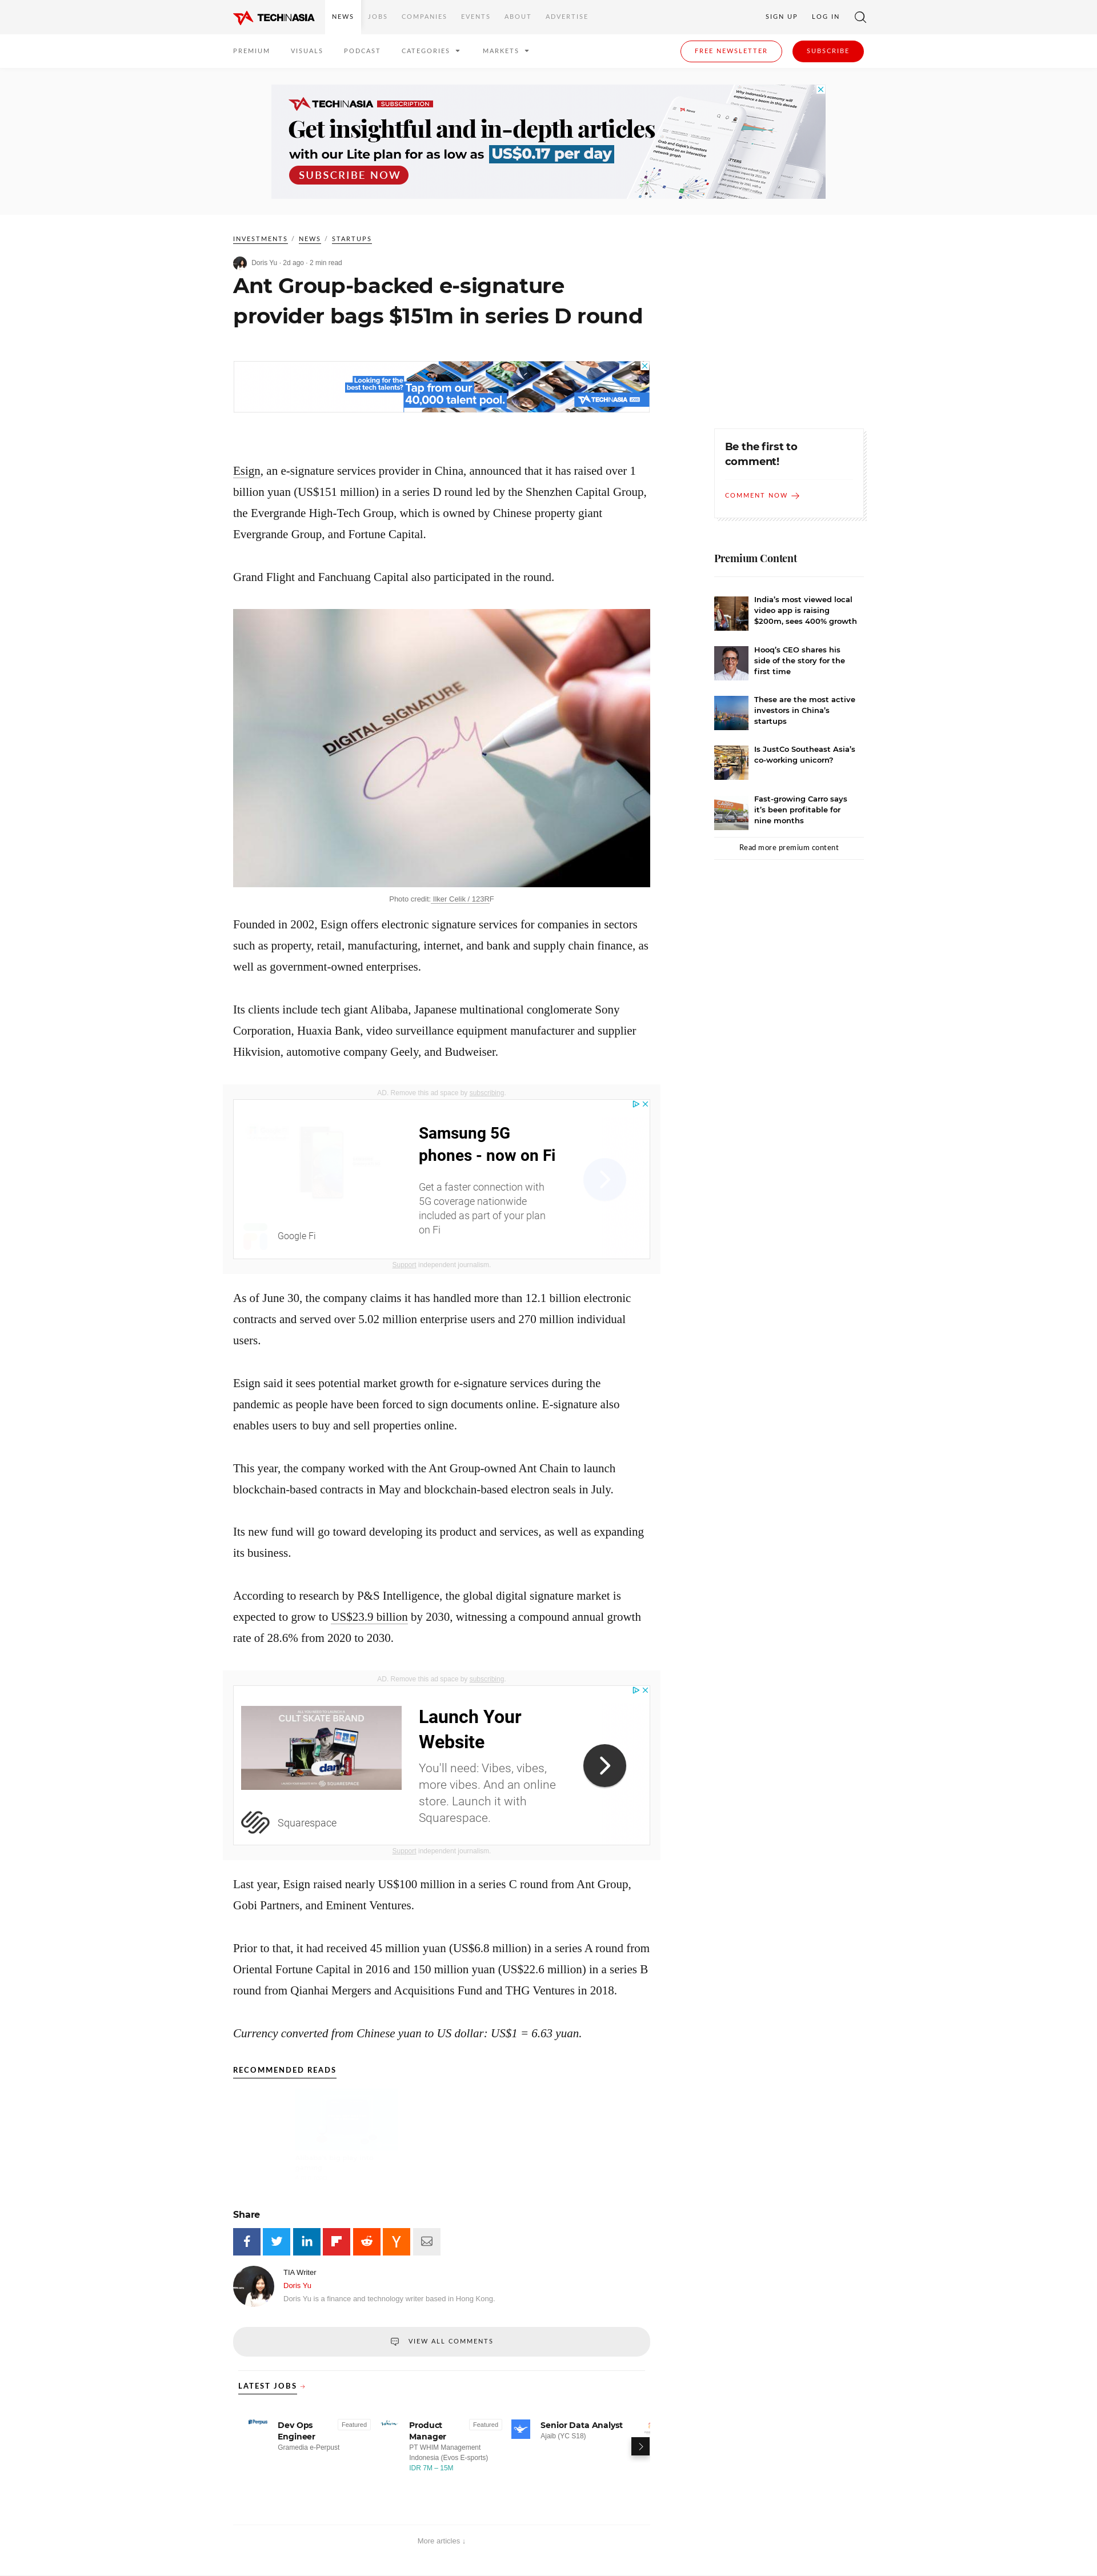 TECHINASIA
NEWS
JOBS
COMPANIES
EVENTS
ABOUT
ADVERTISE
SIGN UP
LOG IN
PREMIUM
VISUALS
PODCAST
CATEGORIES
MARKETS
FREE NEWSLETTER
SUBSCRIBE
TECHINASIA SUBSCRIPTION
Get insightful and in-depth articles
with our Lite plan for as low as US$0.17 per day
SUBSCRIBE NOW
INVESTMENTS / NEWS / STARTUPS
Doris Yu · 2d ago · 2 min read
Ant Group-backed e-signature
provider bags $151m in series D round
Looking for the
best tech talents?
Tap from our
40,000 talent pool.
TECHINASIA
Esign, an e-signature services provider in China, announced that it has raised over 1
billion yuan (US$151 million) in a series D round led by the Shenzhen Capital Group,
the Evergrande High-Tech Group, which is owned by Chinese property giant
Evergrande Group, and Fortune Capital.
Grand Flight and Fanchuang Capital also participated in the round.
DIGITAL SIGNATURE
Photo credit: Ilker Celik / 123RF
Founded in 2002, Esign offers electronic signature services for companies in sectors
such as property, retail, manufacturing, internet, and bank and supply chain finance, as
well as government-owned enterprises.
Its clients include tech giant Alibaba, Japanese multinational conglomerate Sony
Corporation, Huaxia Bank, video surveillance equipment manufacturer and supplier
Hikvision, automotive company Geely, and Budweiser.
AD. Remove this ad space by subscribing.
Samsung 5G
phones - now on Fi
Get a faster connection with
5G coverage nationwide
included as part of your plan
on Fi
Google Fi
Support independent journalism.
As of June 30, the company claims it has handled more than 12.1 billion electronic
contracts and served over 5.02 million enterprise users and 270 million individual
users.
Esign said it sees potential market growth for e-signature services during the
pandemic as people have been forced to sign documents online. E-signature also
enables users to buy and sell properties online.
This year, the company worked with the Ant Group-owned Ant Chain to launch
blockchain-based contracts in May and blockchain-based electron seals in July.
Its new fund will go toward developing its product and services, as well as expanding
its business.
According to research by P&S Intelligence, the global digital signature market is
expected to grow to US$23.9 billion by 2030, witnessing a compound annual growth
rate of 28.6% from 2020 to 2030.
AD. Remove this ad space by subscribing.
CULT SKATE BRAND
dan
SQUARESPACE
Launch Your
Website
You'll need: Vibes, vibes,
more vibes. And an online
store. Launch it with
Squarespace.
Squarespace
Support independent journalism.
Last year, Esign raised nearly US$100 million in a series C round from Ant Group,
Gobi Partners, and Eminent Ventures.
Prior to that, it had received 45 million yuan (US$6.8 million) in a series A round from
Oriental Fortune Capital in 2016 and 150 million yuan (US$22.6 million) in a series B
round from Qianhai Mergers and Acquisitions Fund and THG Ventures in 2018.
Currency converted from Chinese yuan to US dollar: US$1 = 6.63 yuan.
RECOMMENDED READS
Share
TIA Writer
Doris Yu
Doris Yu is a finance and technology writer based in Hong Kong.
VIEW ALL COMMENTS
LATEST JOBS
Dev Ops
Engineer
Featured
Gramedia e-Perpust
Product
Manager
Featured
PT WHIM Management
Indonesia (Evos E-sports)
IDR 7M – 15M
Senior Data Analyst
Ajaib (YC S18)
More articles ↓
Be the first to
comment!
COMMENT NOW
Premium Content
India's most viewed local
video app is raising
$200m, sees 400% growth
Hooq's CEO shares his
side of the story for the
first time
These are the most active
investors in China's
startups
Is JustCo Southeast Asia's
co-working unicorn?
Fast-growing Carro says
it's been profitable for
nine months
Read more premium content